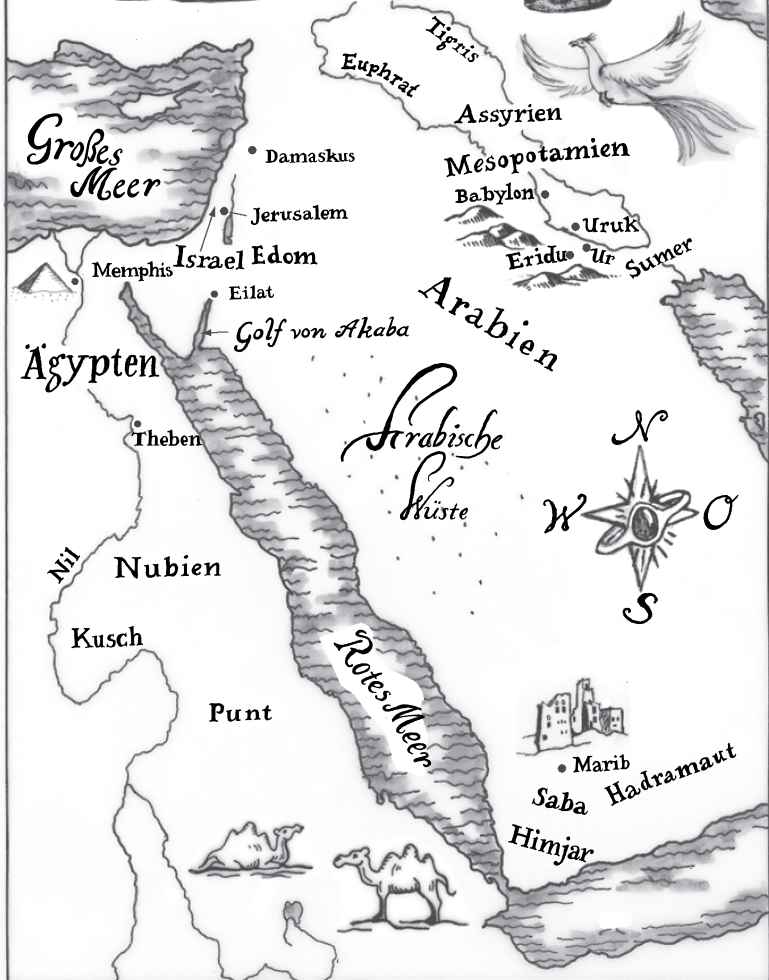 Tigris
Euphrat
Assyrien
Großes
Meer
Damaskus
Mesopotamien
Babylon
Jerusalem
Uruk
Israel
Edom
Eridu
Ur
Sumer
Memphis
Eilat
Arabien
Golf von Akaba
Ägypten
Theben
Arabische
Wüste
N
W
O
S
Nil
Nubien
Kusch
Rotes Meer
Punt
Marib
Saba
Hadramaut
Himjar